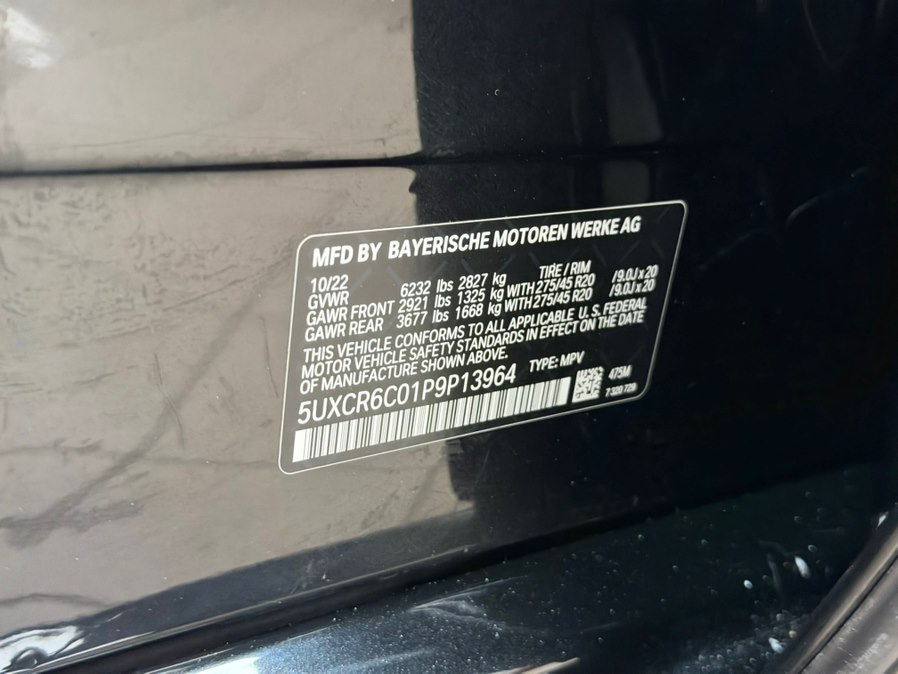 MFD BY BAYERISCHE MOTOREN WERKE AG
10/22 TIRE / RIM
GVWR 6232 lbs 2827 kg
GAWR FRONT 2921 lbs 1325 kg WITH 275/45 R20 /9.0J x 20
GAWR REAR 3677 lbs 1668 kg WITH 275/45 R20 /9.0J x 20
THIS VEHICLE CONFORMS TO ALL APPLICABLE U.S. FEDERAL
MOTOR VEHICLE SAFETY STANDARDS IN EFFECT ON THE DATE
OF MANUFACTURE SHOWN ABOVE.
TYPE: MPV
5UXCR6C01P9P13964
475M
7 320 729